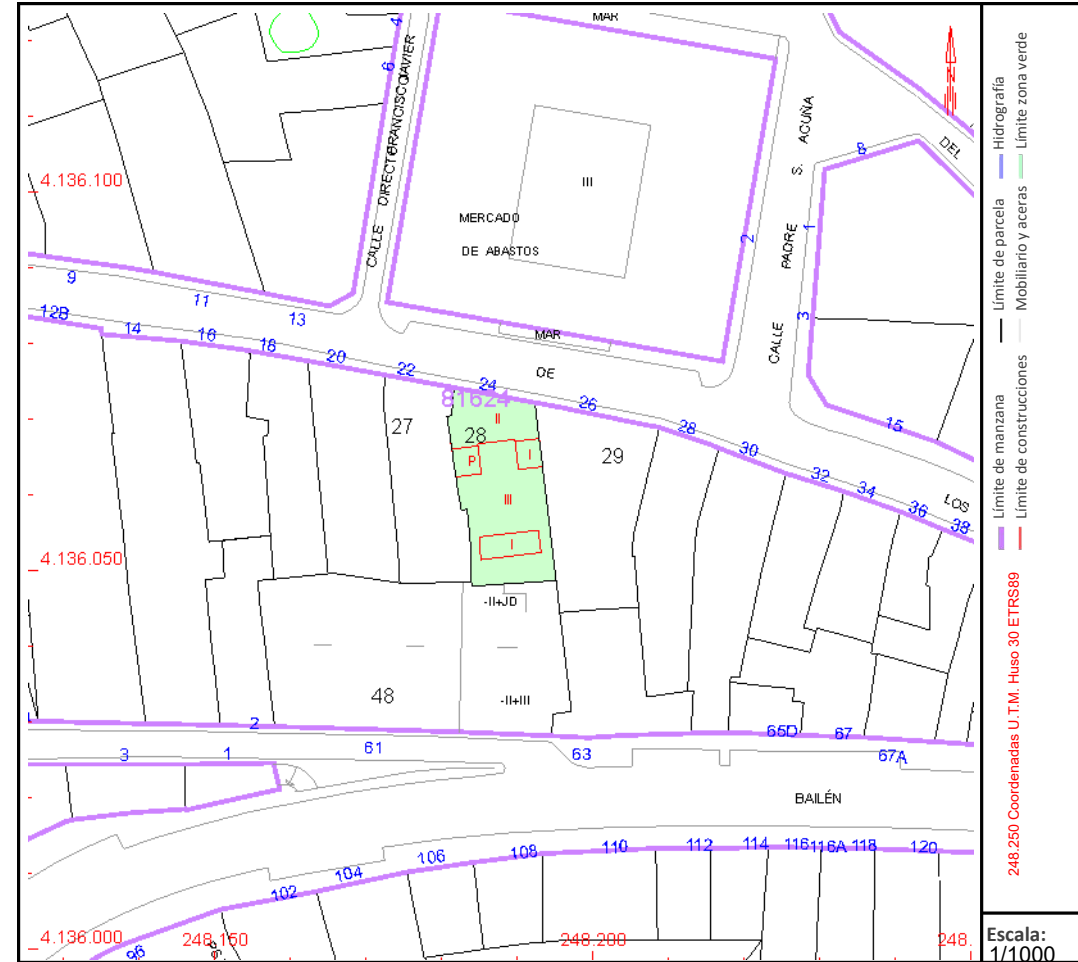 MAR
4
6
CALLE DIRECTOR FRANCISCO JAVIER
III
MERCADO
DE ABASTOS
2
CALLE PADRE S. ACUÑA
8
1
3
DEL
4.136.100
9
11
13
12B
14
16
18
20
22
24
26
28
30
32
34
36
38
MAR
DE
LOS
15
81624
27
28
29
II
P
I
III
I
4.136.050
-II+JD
48
-II+III
2
61
63
65D
67
67A
3
1
BAILÉN
96
102
104
106
108
110
112
114
116
116A
118
120
4.136.000
248.150
248.200
248.
N
Límite de manzana
Límite de parcela
Hidrografía
Límite de construcciones
Mobiliario y aceras
Límite zona verde
248.250 Coordenadas U.T.M. Huso 30 ETRS89
Escala:
1/1000